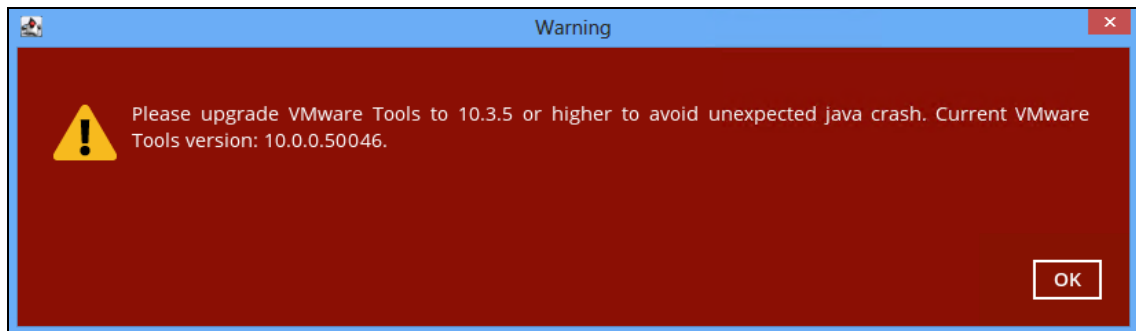 Warning
Please upgrade VMware Tools to 10.3.5 or higher to avoid unexpected java crash. Current VMware
Tools version: 10.0.0.50046.
OK